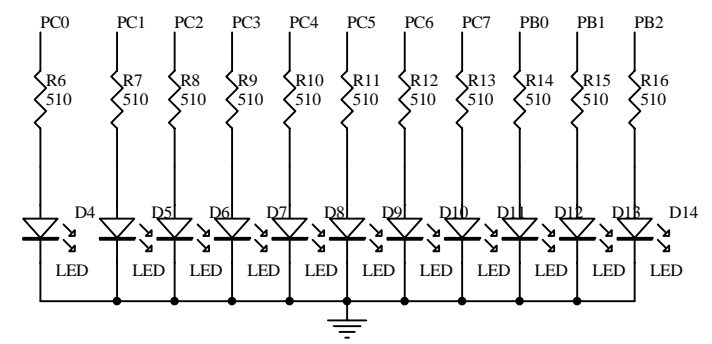 PC0 PC1 PC2 PC3 PC4 PC5 PC6 PC7 PB0 PB1 PB2
R6 R7 R8 R9 R10 R11 R12 R13 R14 R15 R16
510 510 510 510 510 510 510 510 510 510 510
D4 D5 D6 D7 D8 D9 D10 D11 D12 D13 D14
LED LED LED LED LED LED LED LED LED LED LED